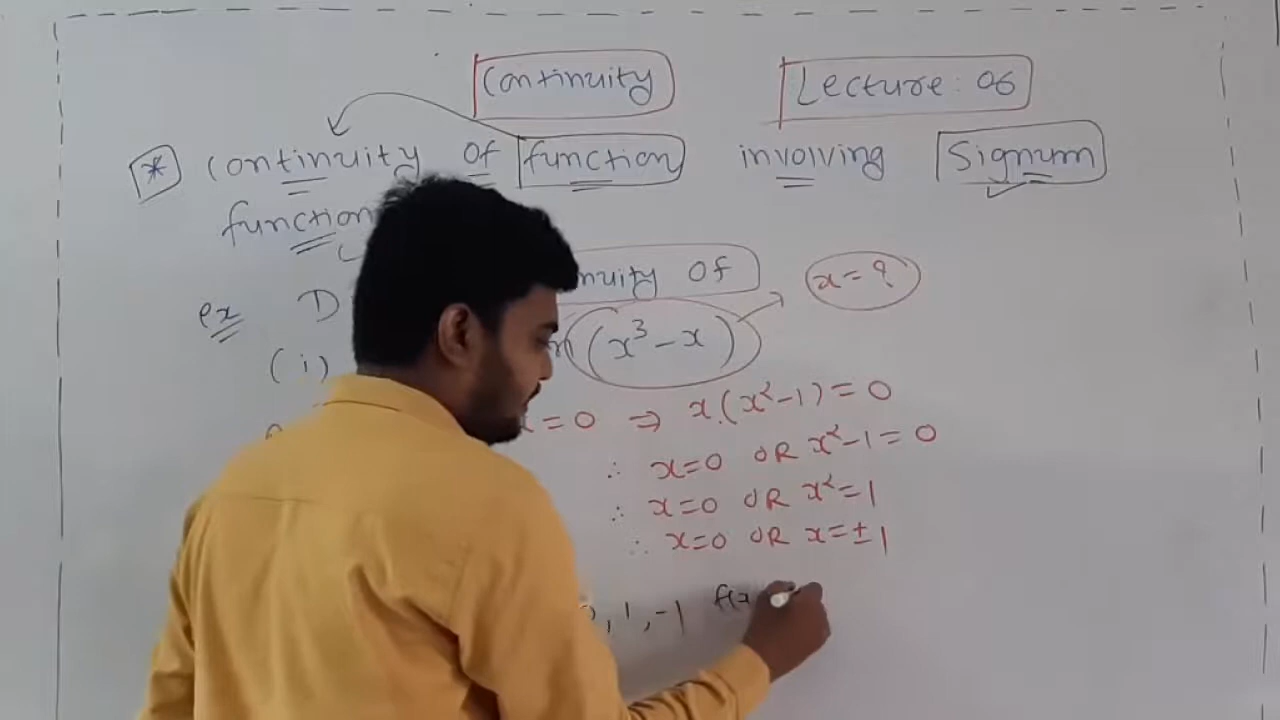 Continuity
Lecture: 06
* Continuity Of function involving Signum
function
ex D nuity Of
x = ?
(i) n(x³ – x)
x = 0 ⇒ x.(x² – 1) = 0
∴ x = 0 OR x² – 1 = 0
∴ x = 0 OR x² = 1
∴ x = 0 OR x = ± 1
, 1, –1 f(x